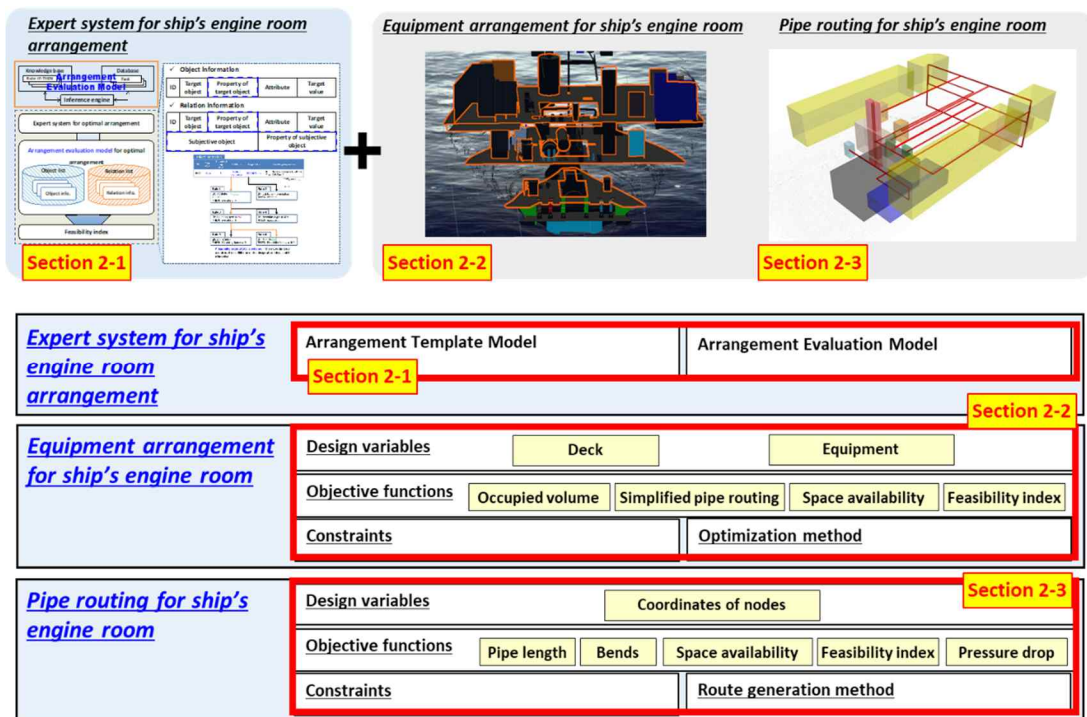 Expert system for ship's engine room
arrangement
Equipment arrangement for ship's engine room
Pipe routing for ship's engine room
Knowledge base
Database
Arrangement
Evaluation Model
Inference engine
Expert system for optimal arrangement
Arrangement evaluation model for optimal
arrangement
Object list
Relation list
Object info.
Relation info.
Feasibility index
✓ Object Information
ID Target object Property of target object Attribute Target value
✓ Relation Information
ID Target object Property of target object Attribute Target value
Subjective object Property of subjective object
+
Section 2-1
Section 2-2
Section 2-3
Expert system for ship's
engine room
arrangement
Arrangement Template Model
Arrangement Evaluation Model
Section 2-1
Section 2-2
Equipment arrangement
for ship's engine room
Design variables
Deck
Equipment
Objective functions
Occupied volume
Simplified pipe routing
Space availability
Feasibility index
Constraints
Optimization method
Section 2-3
Pipe routing for ship's
engine room
Design variables
Coordinates of nodes
Objective functions
Pipe length
Bends
Space availability
Feasibility index
Pressure drop
Constraints
Route generation method